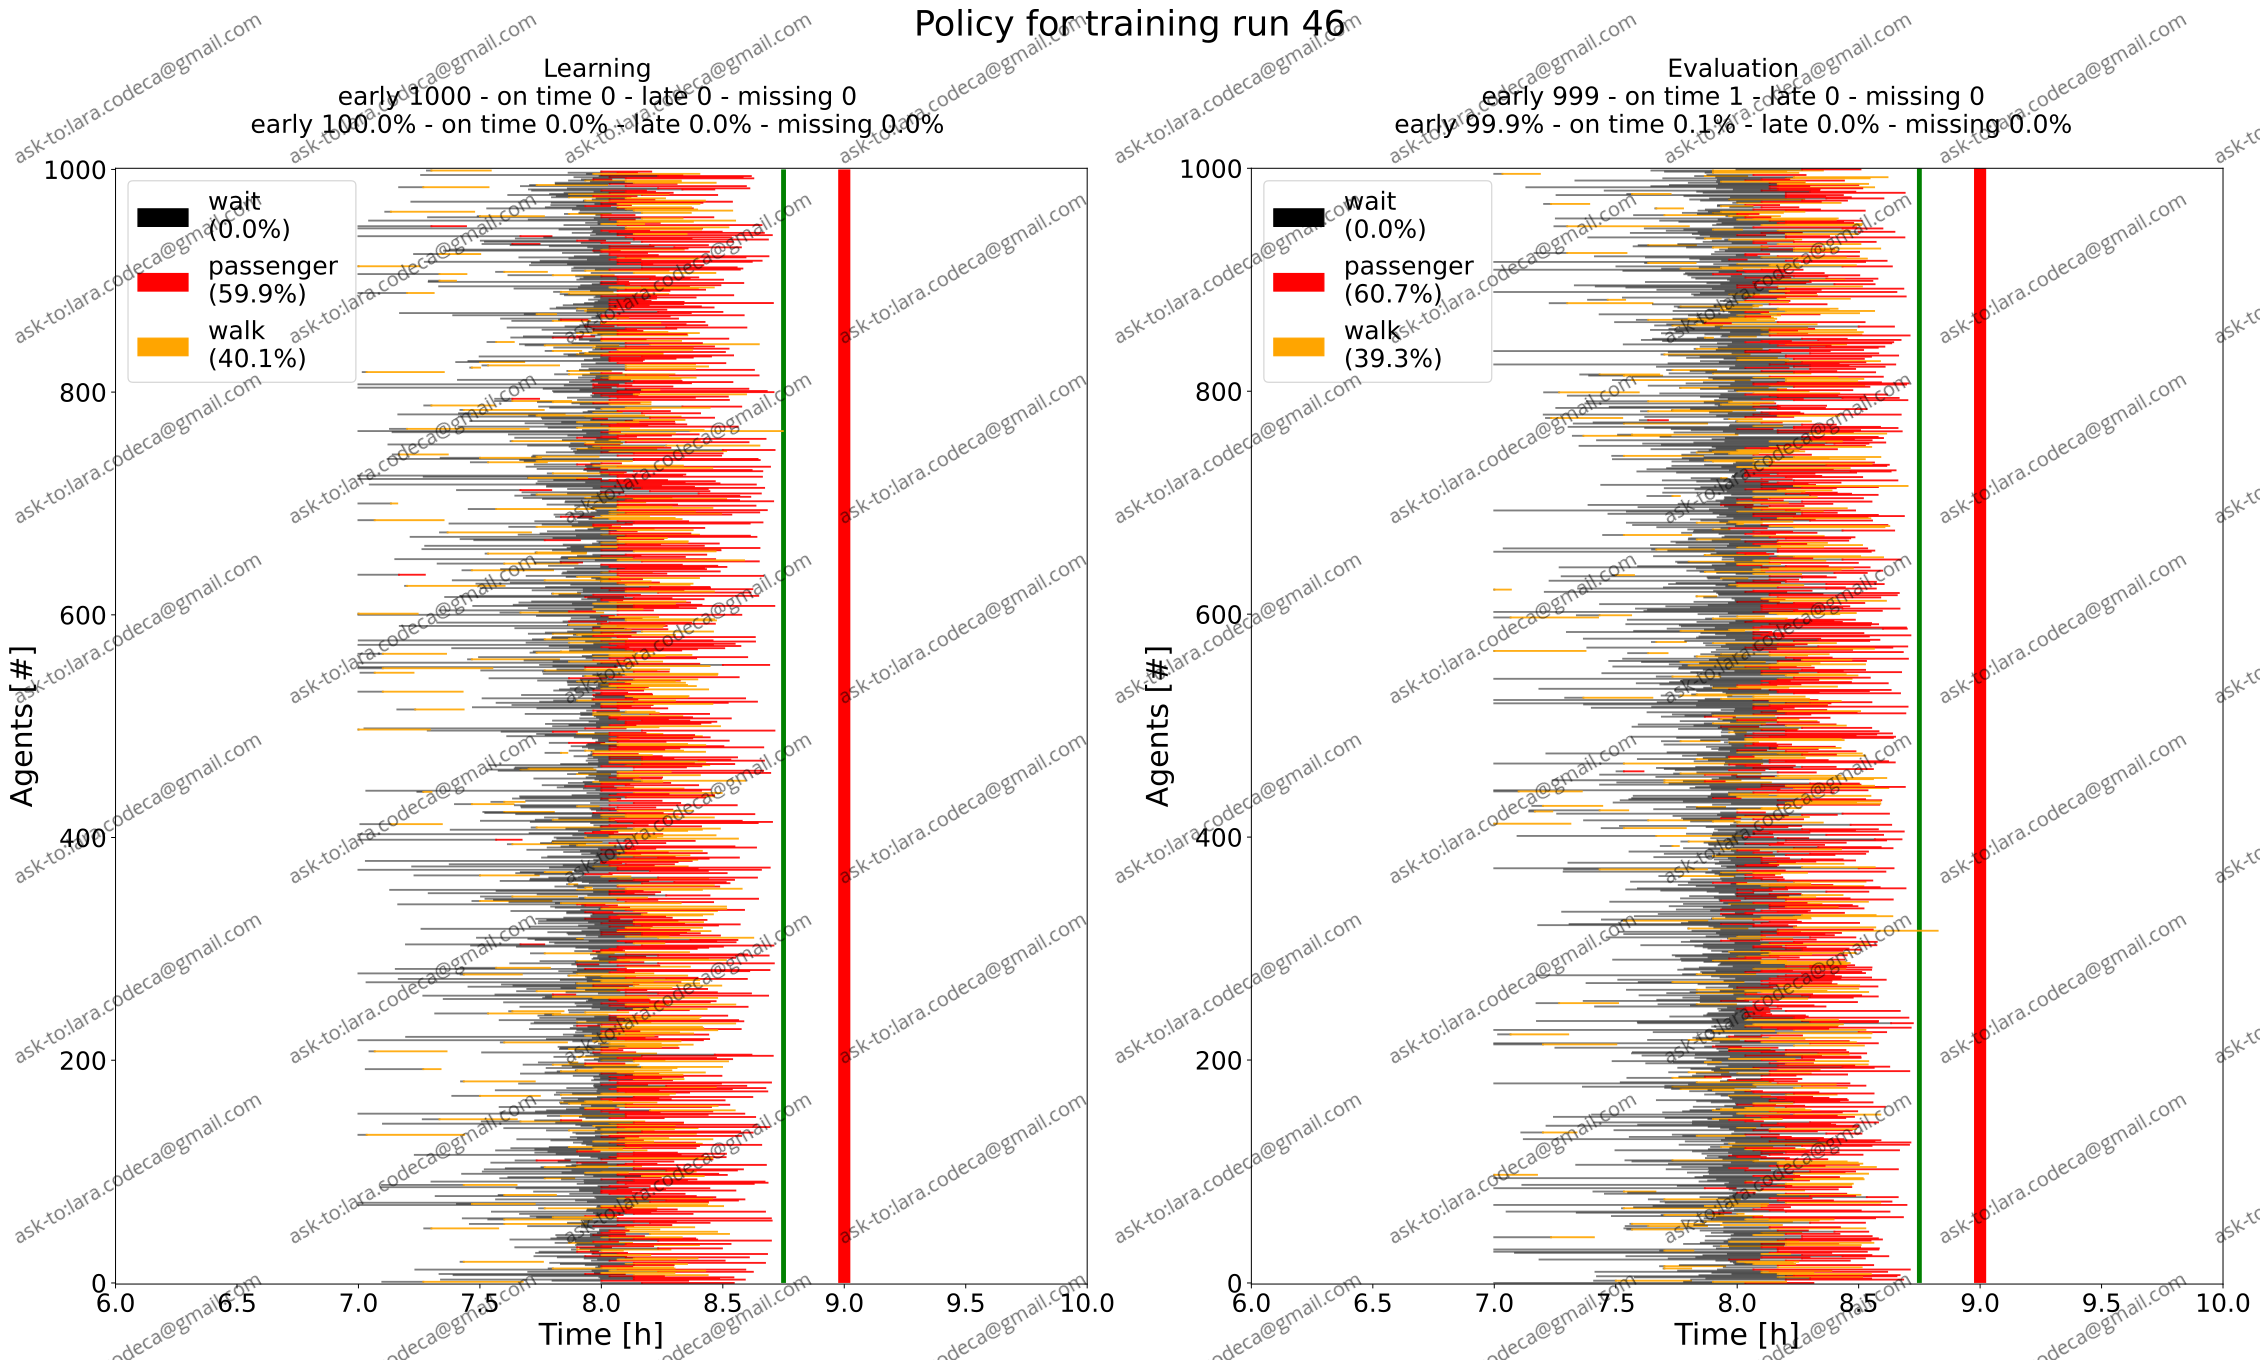 Policy for training run 46
Learning
early 1000 - on time 0 - late 0 - missing 0
early 100.0% - on time 0.0% - late 0.0% - missing 0.0%
wait
(0.0%)
passenger
(59.9%)
walk
(40.1%)
Agents [#]
1000
800
600
400
200
0
6.0 6.5 7.0 7.5 8.0 8.5 9.0 9.5 10.0
Time [h]
Evaluation
early 999 - on time 1 - late 0 - missing 0
early 99.9% - on time 0.1% - late 0.0% - missing 0.0%
wait
(0.0%)
passenger
(60.7%)
walk
(39.3%)
Agents [#]
1000
800
600
400
200
0
6.0 6.5 7.0 7.5 8.0 8.5 9.0 9.5 10.0
Time [h]
ask-to:lara.codeca@gmail.com